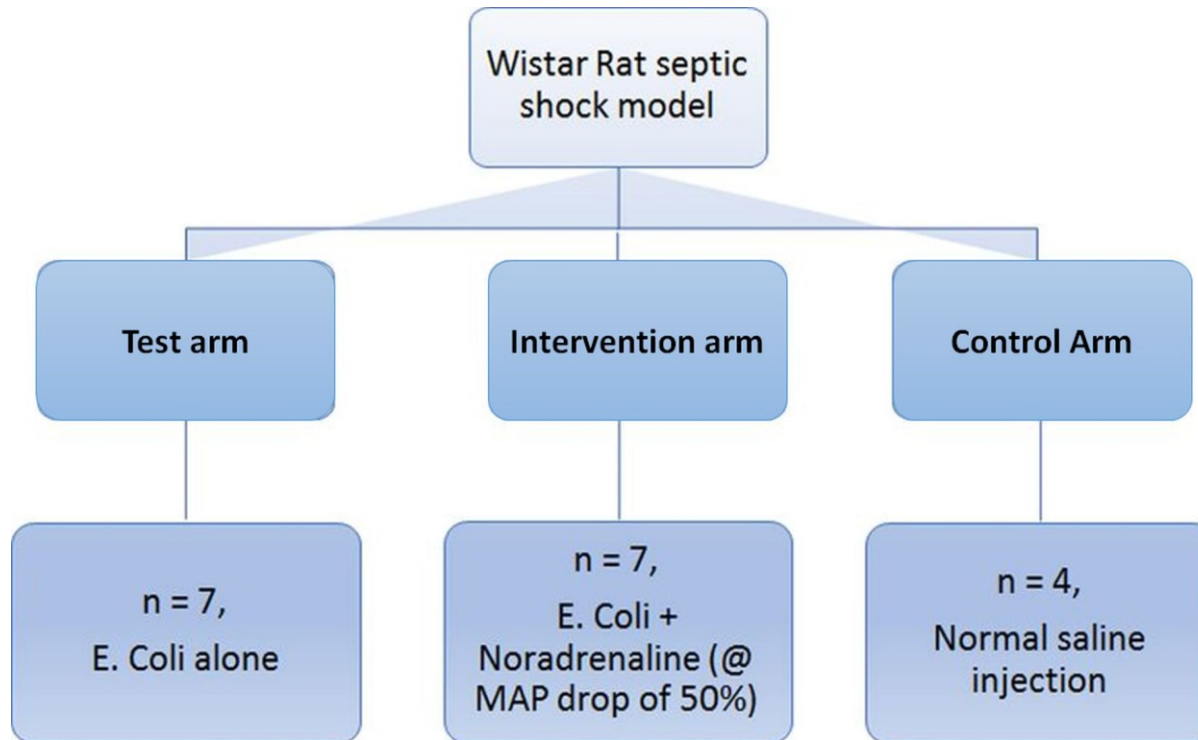 Wistar Rat septic
shock model
Test arm
Intervention arm
Control Arm
n = 7,
E. Coli alone
n = 7,
E. Coli +
Noradrenaline (@
MAP drop of 50%)
n = 4,
Normal saline
injection